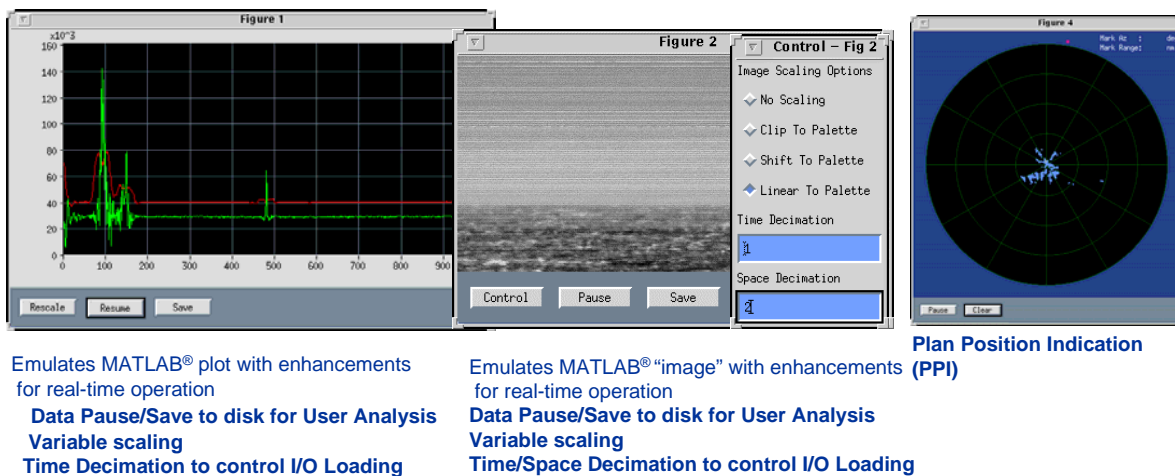 Figure 1
x10^3
160
140
120
100
80
60
40
20
0
0 100 200 300 400 500 600 700 800 900
Rescale Resume Save
Figure 2
Control Pause Save
Control - Fig 2
Image Scaling Options
No Scaling
Clip To Palette
Shift To Palette
Linear To Palette
Time Decimation
1
Space Decimation
2
Figure 4
Mark Az :
Mark Range:
Pause Clear
Emulates MATLAB® plot with enhancements
for real-time operation
Data Pause/Save to disk for User Analysis
Variable scaling
Time Decimation to control I/O Loading
Emulates MATLAB® “image” with enhancements
for real-time operation
Data Pause/Save to disk for User Analysis
Variable scaling
Time/Space Decimation to control I/O Loading
Plan Position Indication
(PPI)